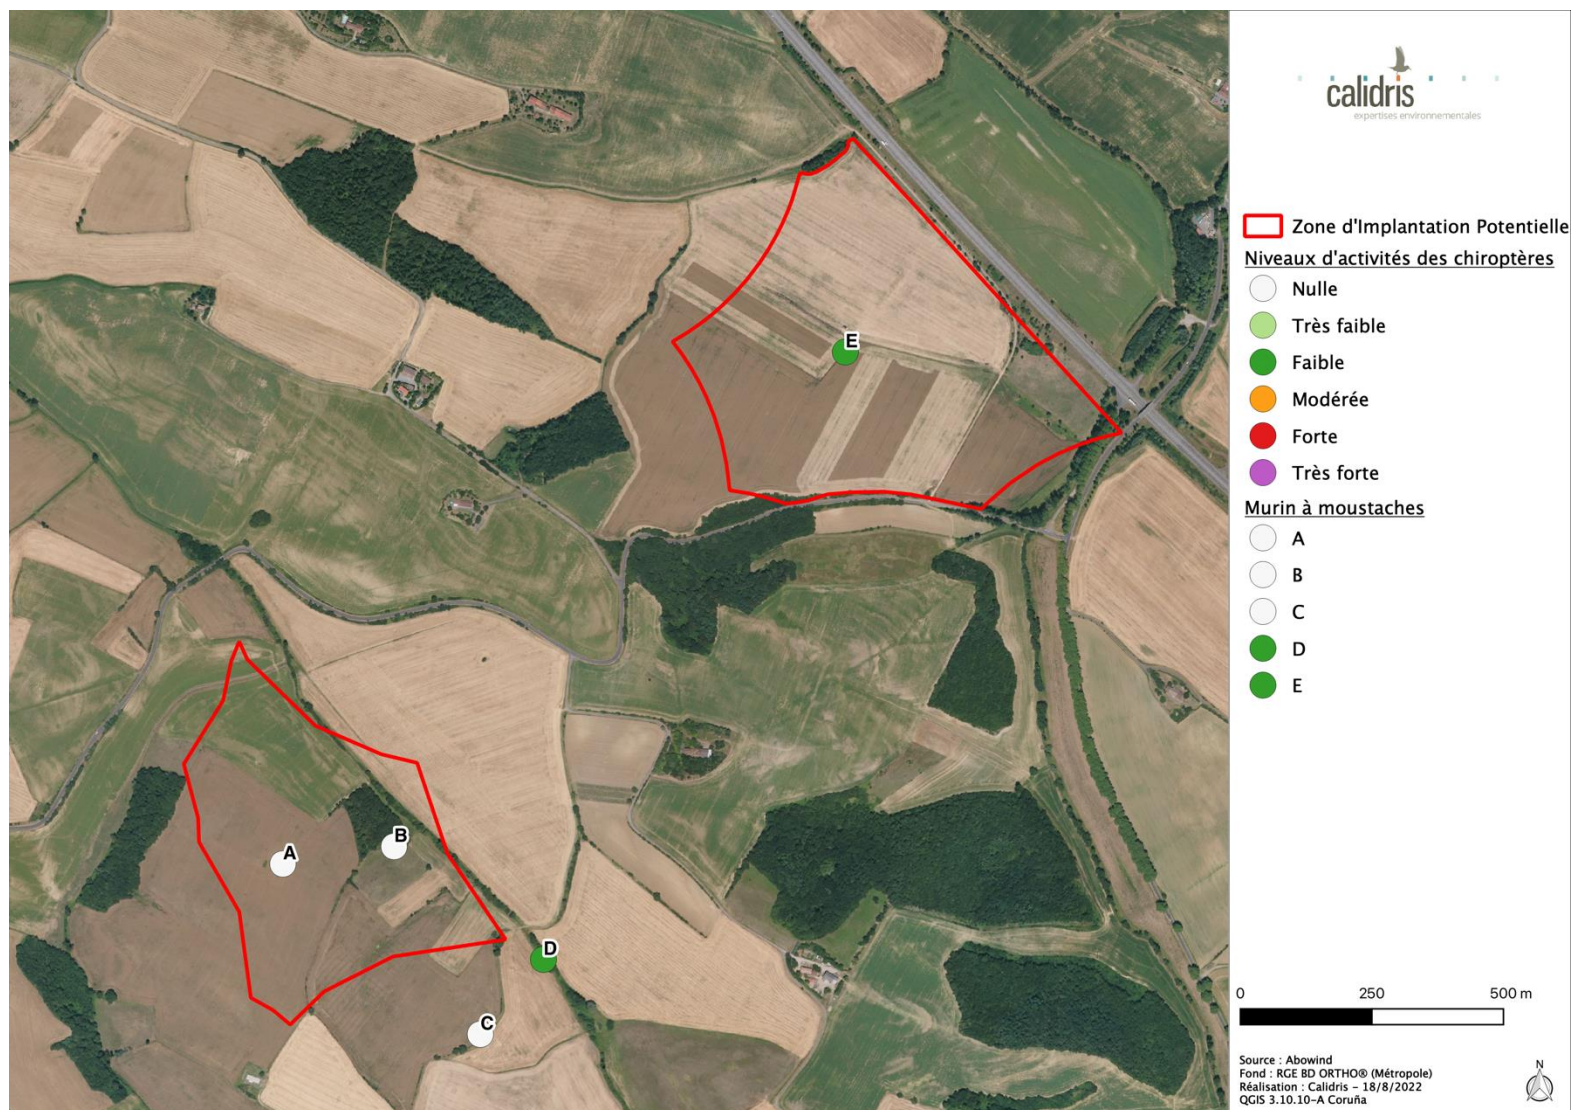 calidris
expertises environnementales
Zone d'Implantation Potentielle
Niveaux d'activités des chiroptères
Nulle
Très faible
Faible
Modérée
Forte
Très forte
Murin à moustaches
A
B
C
D
E
E
B
A
D
C
0 250 500 m
Source : Abowind
Fond : RGE BD ORTHO® (Métropole)
Réalisation : Calidris - 18/8/2022
QGIS 3.10.10-A Coruña
N